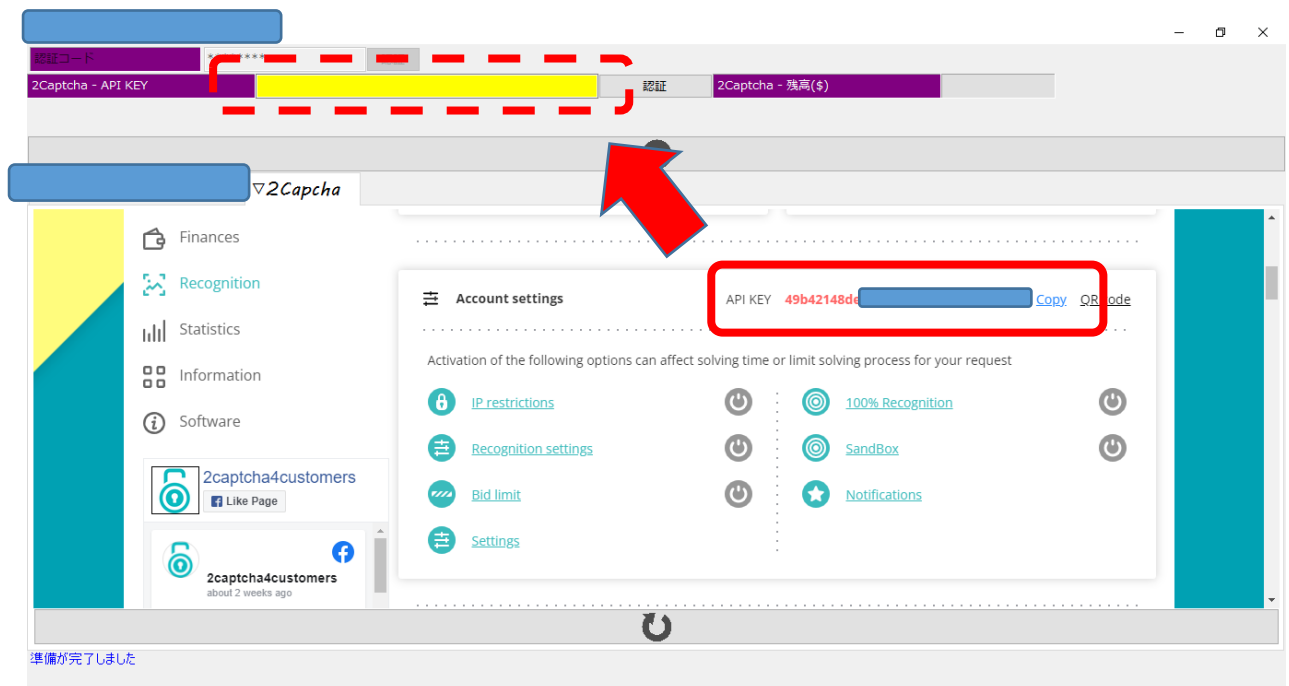 認証コード ********
2Captcha - API KEY 認証 2Captcha - 残高($)
▽2Capcha
Finances
Recognition
Statistics
Information
Software
2captcha4customers
Like Page
2captcha4customers
about 2 weeks ago
Account settings API KEY 49b42148de Copy QR code
Activation of the following options can affect solving time or limit solving process for your request
IP restrictions 100% Recognition
Recognition settings SandBox
Bid limit Notifications
Settings
準備が完了しました